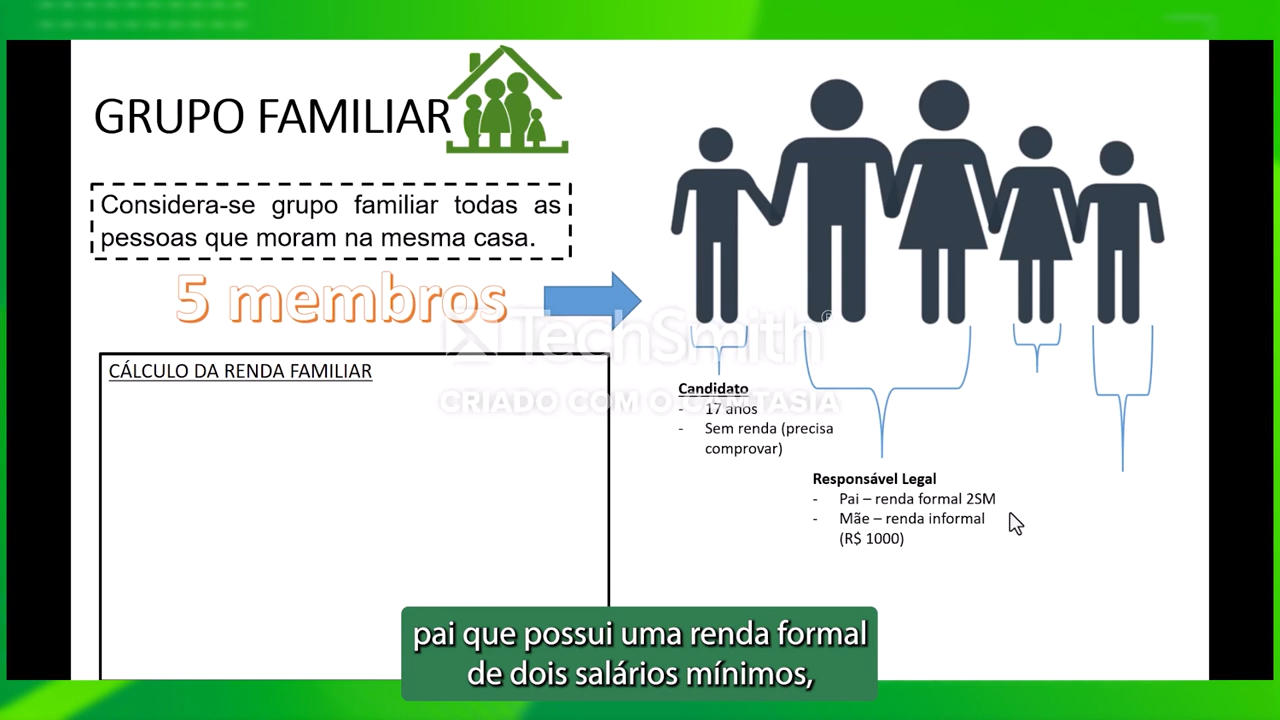 GRUPO FAMILIAR
Considera-se grupo familiar todas as
pessoas que moram na mesma casa.
5 membros
CÁLCULO DA RENDA FAMILIAR
TechSmith®
CRIADO COM O CAMTASIA
Candidato
- 17 anos
- Sem renda (precisa
comprovar)
Responsável Legal
- Pai – renda formal 2SM
- Mãe – renda informal
(R$ 1000)
pai que possui uma renda formal
de dois salários mínimos,